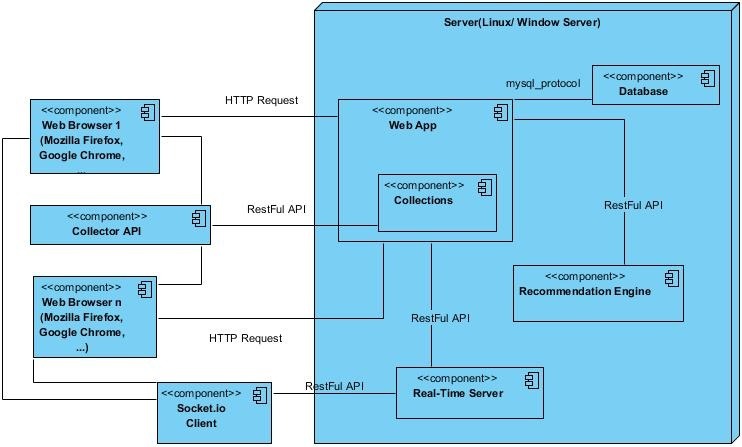 Server(Linux/ Window Server)
<<component>>
Database
mysql_protocol
HTTP Request
<<component>>
Web Browser 1
(Mozilla Firefox,
Google Chrome,
...
<<component>>
Web App
<<component>>
Collections
RestFul API
<<component>>
Collector API
RestFul API
<<component>>
Recommendation Engine
<<component>>
Web Browser n
(Mozilla Firefox,
Google Chrome,
...)
HTTP Request
RestFul API
<<component>>
Real-Time Server
RestFul API
<<component>>
Socket.io
Client